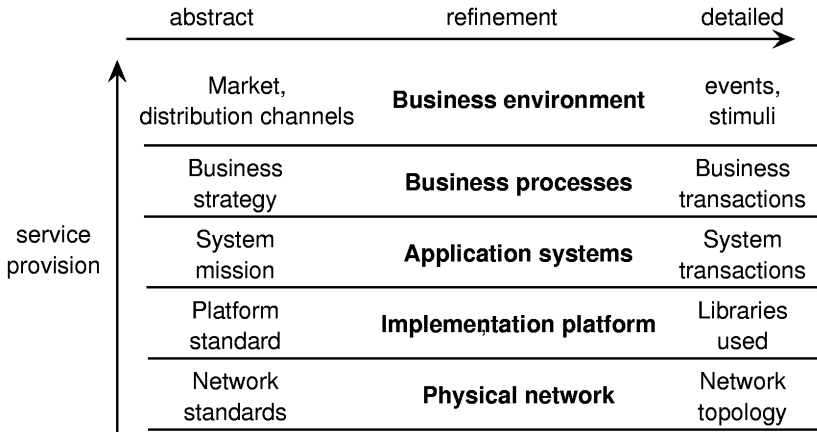 abstract refinement detailed
Market,
distribution channels
Business environment
events,
stimuli
Business
strategy
Business processes
Business
transactions
service
provision
System
mission
Application systems
System
transactions
Platform
standard
Implementation platform
Libraries
used
Network
standards
Physical network
Network
topology